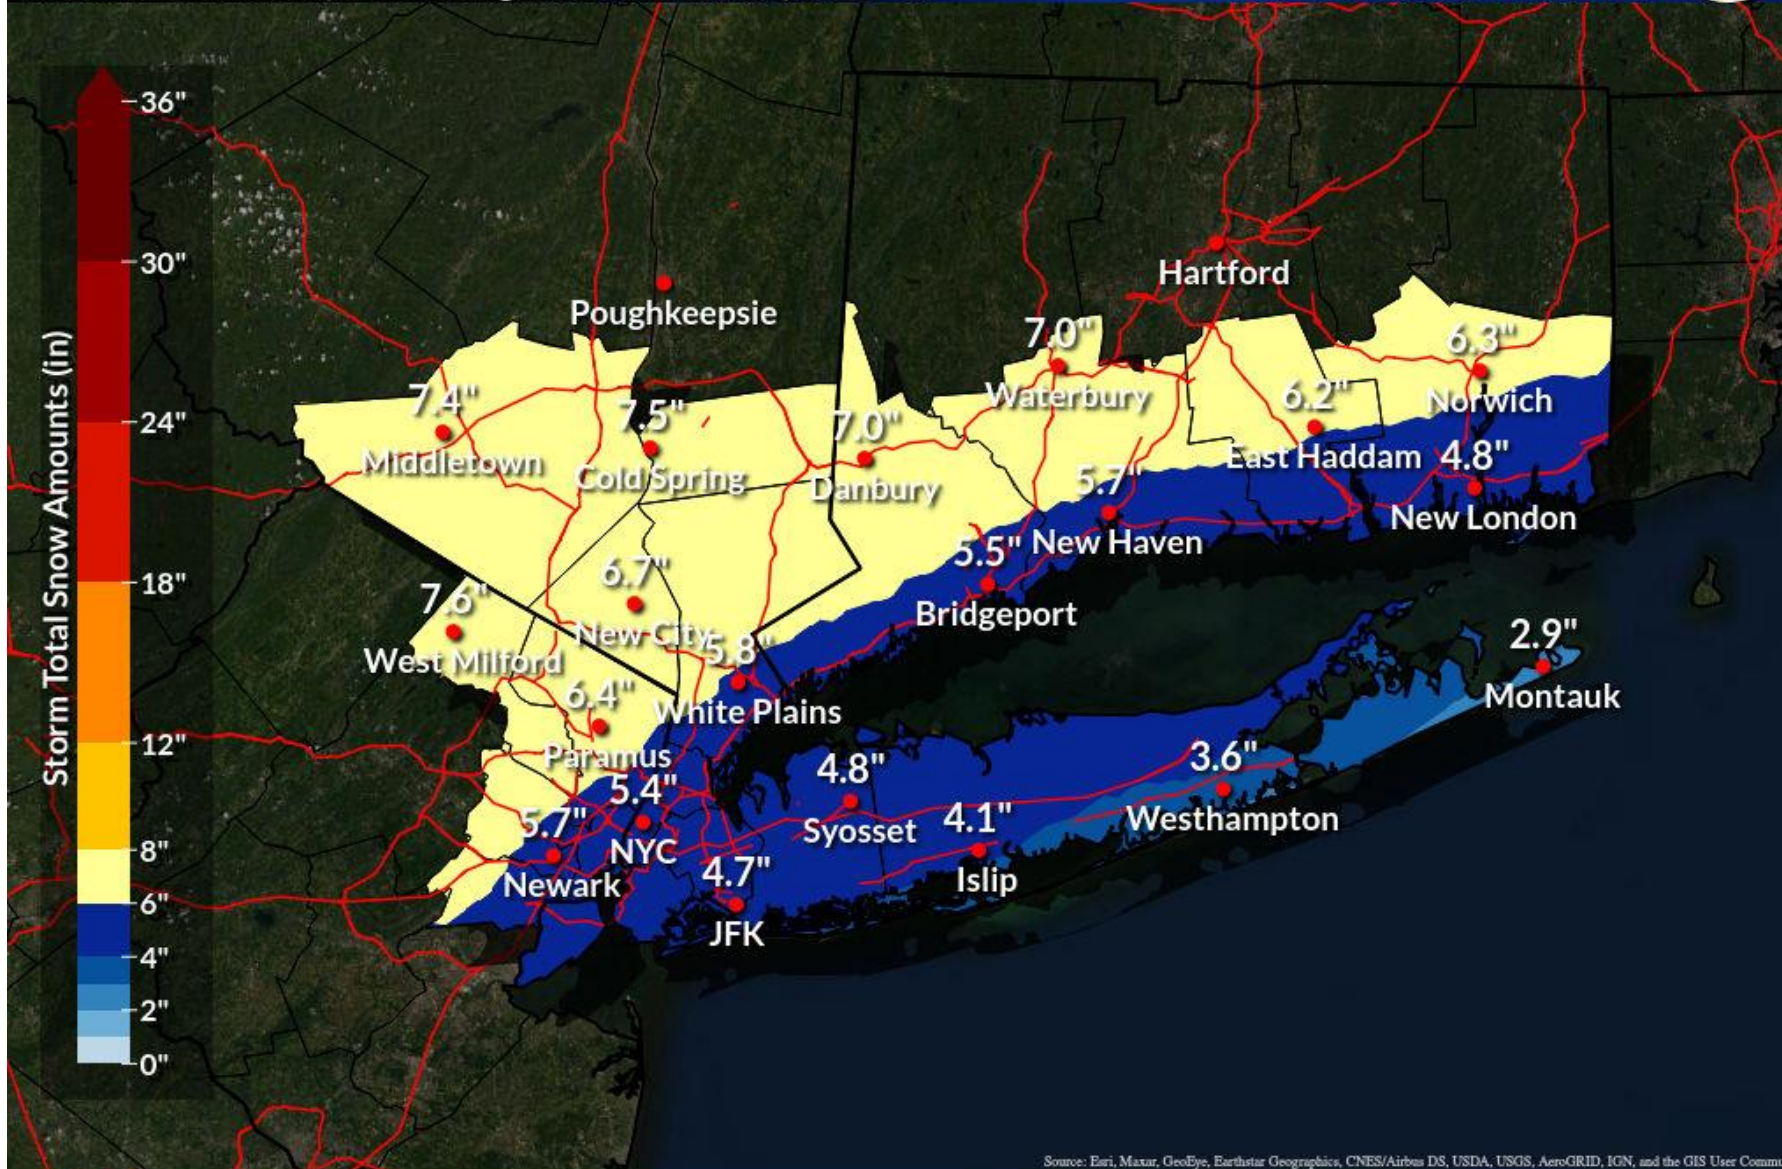 Storm Total Snow Amounts (in)
36"
30"
24"
18"
12"
8"
6"
4"
2"
0"
Poughkeepsie
Hartford
7.0"
Waterbury
6.3"
Norwich
7.4"
Middletown
7.5"
Cold Spring
7.0"
Danbury
6.2"
East Haddam
4.8"
New London
5.7"
New Haven
5.5"
Bridgeport
7.6"
West Milford
6.7"
New City
5.8"
White Plains
2.9"
Montauk
6.4"
Paramus
5.4"
NYC
4.8"
Syosset
3.6"
Westhampton
5.7"
Newark
4.1"
Islip
4.7"
JFK
Source: Esri, Maxar, GeoEye, Earthstar Geographics, CNES/Airbus DS, USDA, USGS, AeroGRID, IGN, and the GIS User